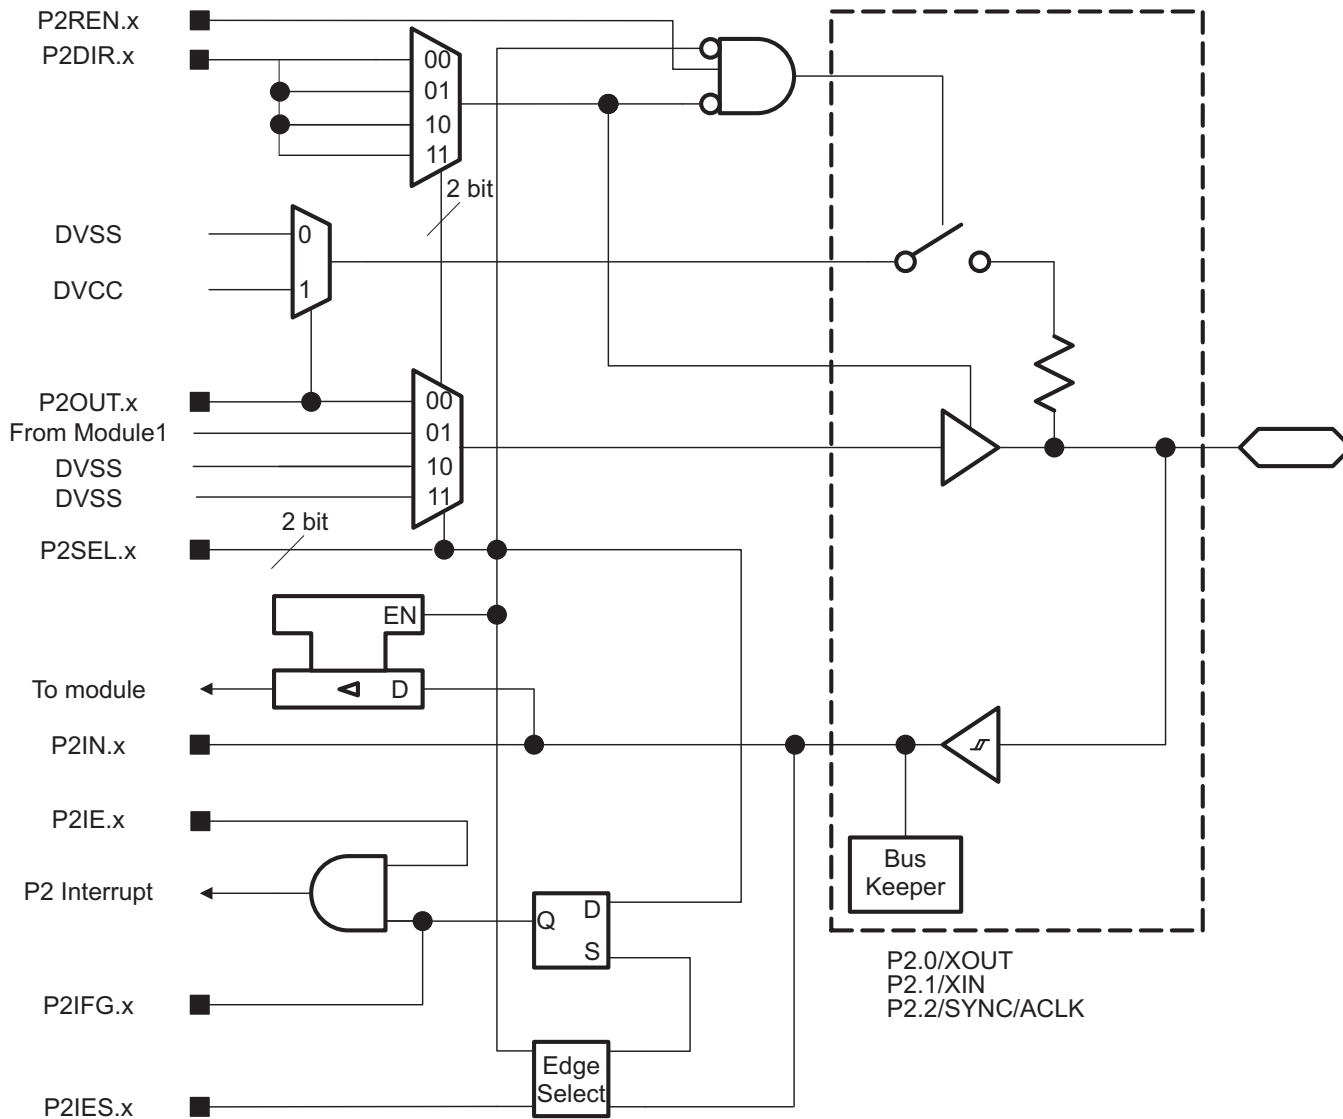 P2REN.x
P2DIR.x
00
01
10
11
2 bit
DVSS
0
DVCC
1
P2OUT.x
00
From Module1
01
DVSS
10
DVSS
11
2 bit
P2SEL.x
EN
To module
D
P2IN.x
P2IE.x
Bus
Keeper
P2 Interrupt
Q
D
S
P2.0/XOUT
P2.1/XIN
P2.2/SYNC/ACLK
P2IFG.x
Edge
Select
P2IES.x